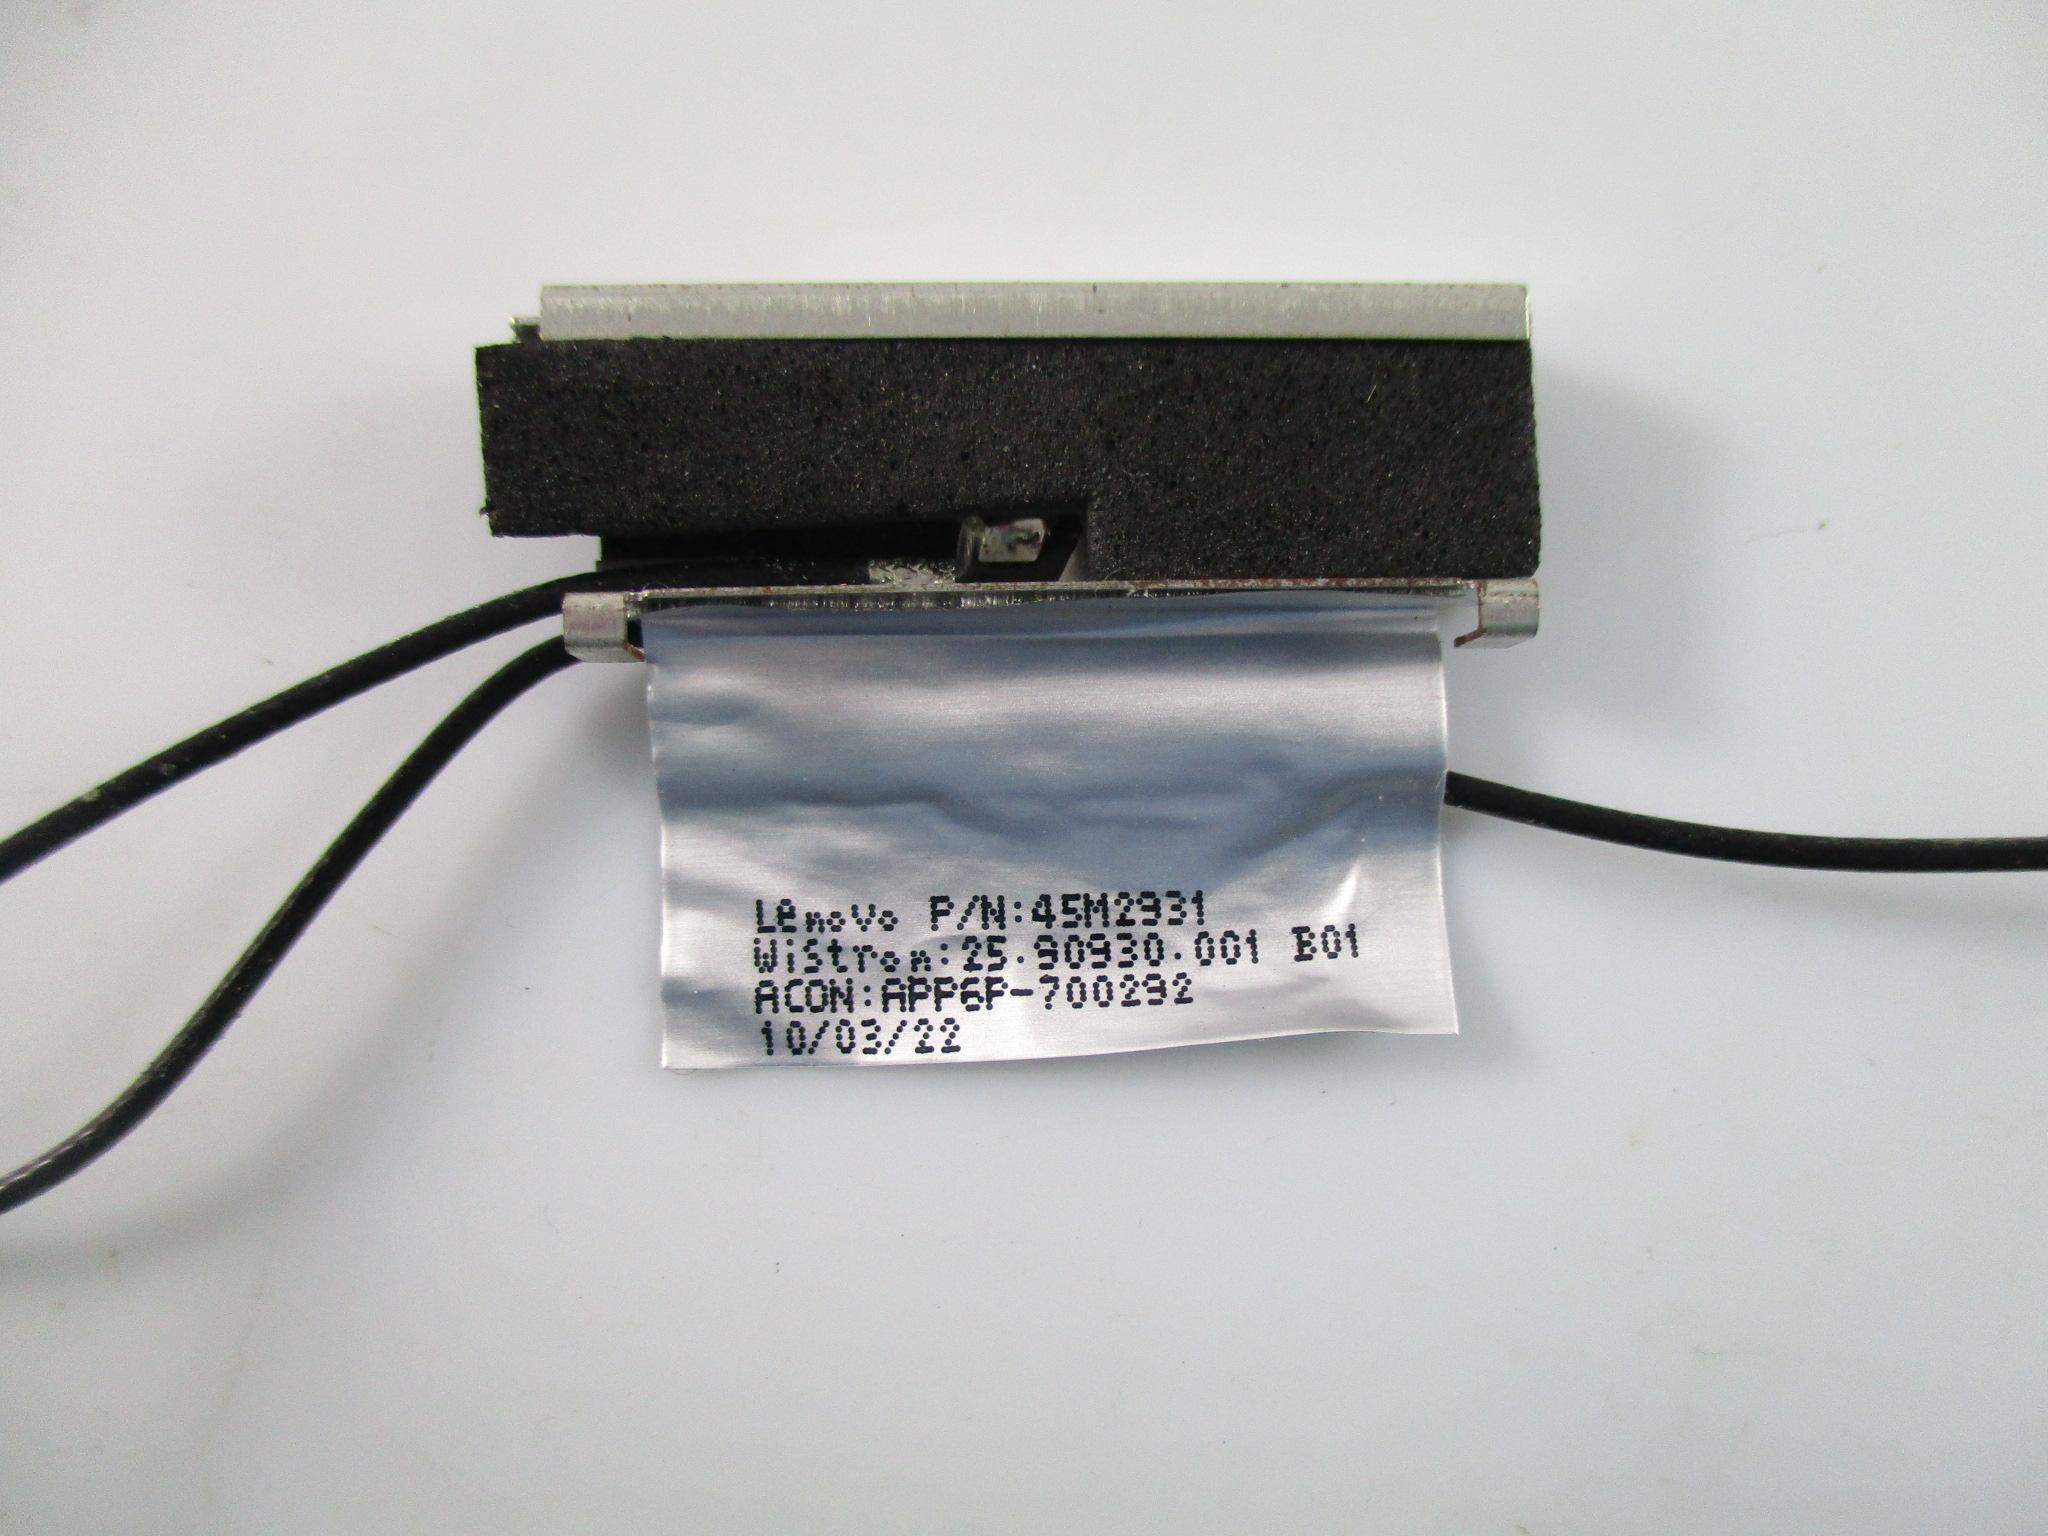 Lenovo P/N:45M2931
Wistron:25.90930.001 B01
ACON:APP6P-700292
10/03/22